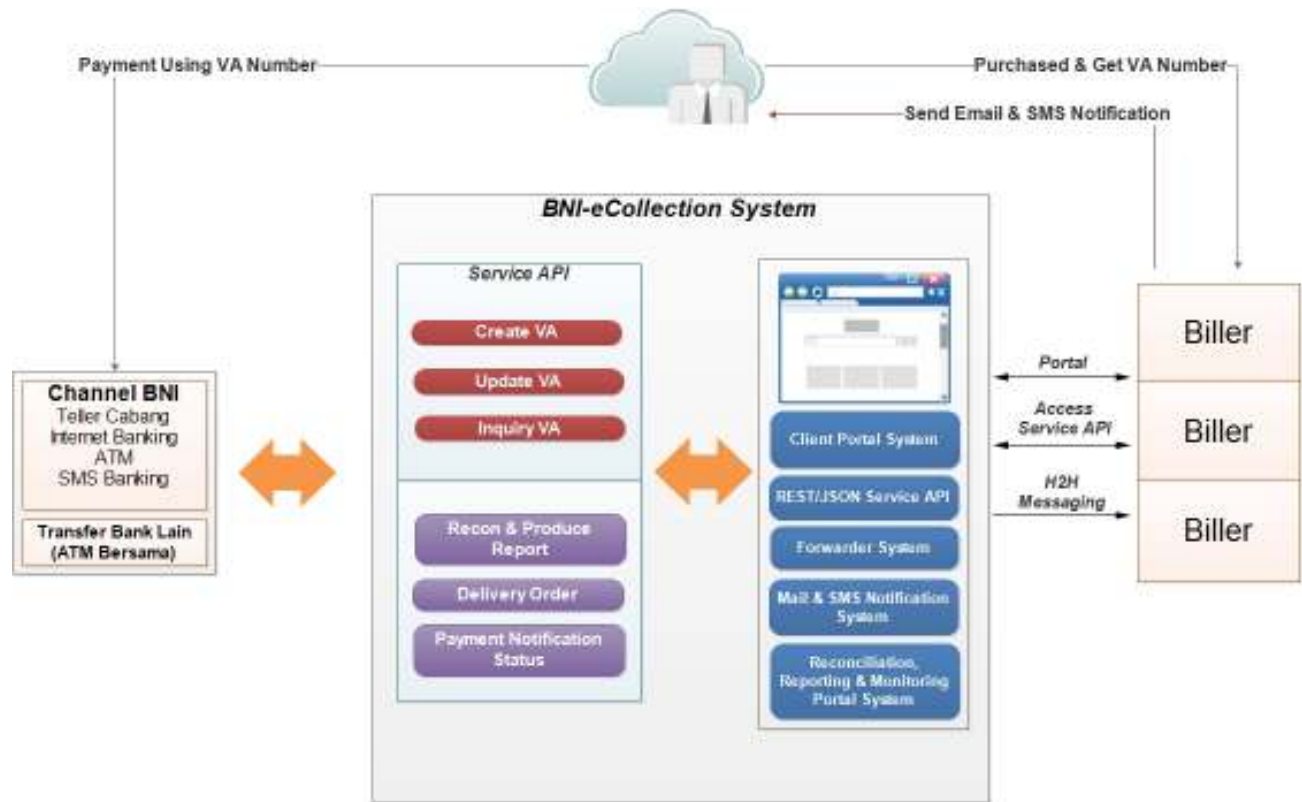 Payment Using VA Number
Purchased & Get VA Number
Send Email & SMS Notification
BNI-eCollection System
Service API
Create VA
Update VA
Inquiry VA
Recon & Produce
Report
Delivery Order
Payment Notification
Status
Channel BNI
Teller Cabang
Internet Banking
ATM
SMS Banking
Transfer Bank Lain
(ATM Bersama)
Client Portal System
REST/JSON Service API
Forwarder System
Mail & SMS Notification
System
Reconciliation,
Reporting & Monitoring
Portal System
Portal
Access
Service API
H2H
Messaging
Biller
Biller
Biller